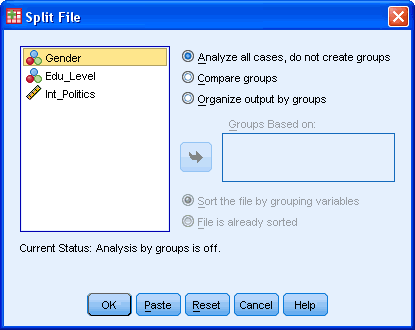 Split File
Gender
Edu_Level
Int_Politics
Analyze all cases, do not create groups
Compare groups
Organize output by groups
Groups Based on:
Sort the file by grouping variables
File is already sorted
Current Status: Analysis by groups is off.
OK
Paste
Reset
Cancel
Help